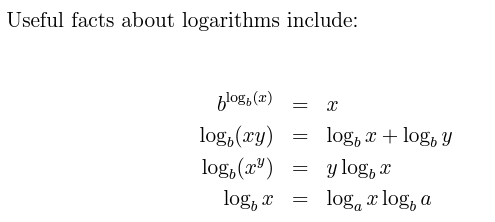 Useful facts about logarithms include:
b^{log_b(x)} = x
log_b(xy) = log_b x + log_b y
log_b(x^y) = y log_b x
log_b x = log_a x log_b a